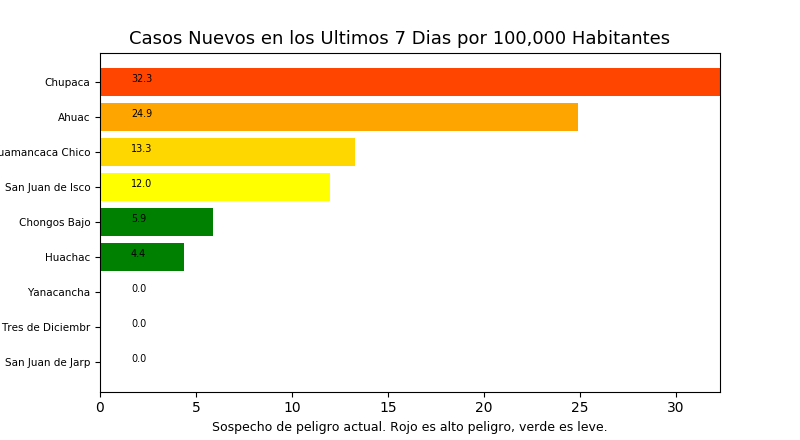 Casos Nuevos en los Ultimos 7 Dias por 100,000 Habitantes
Chupaca 32.3
Ahuac 24.9
uamancaca Chico 13.3
San Juan de Isco 12.0
Chongos Bajo 5.9
Huachac 4.4
Yanacancha 0.0
Tres de Diciembr 0.0
San Juan de Jarp 0.0
0 5 10 15 20 25 30
Sospecho de peligro actual. Rojo es alto peligro, verde es leve.